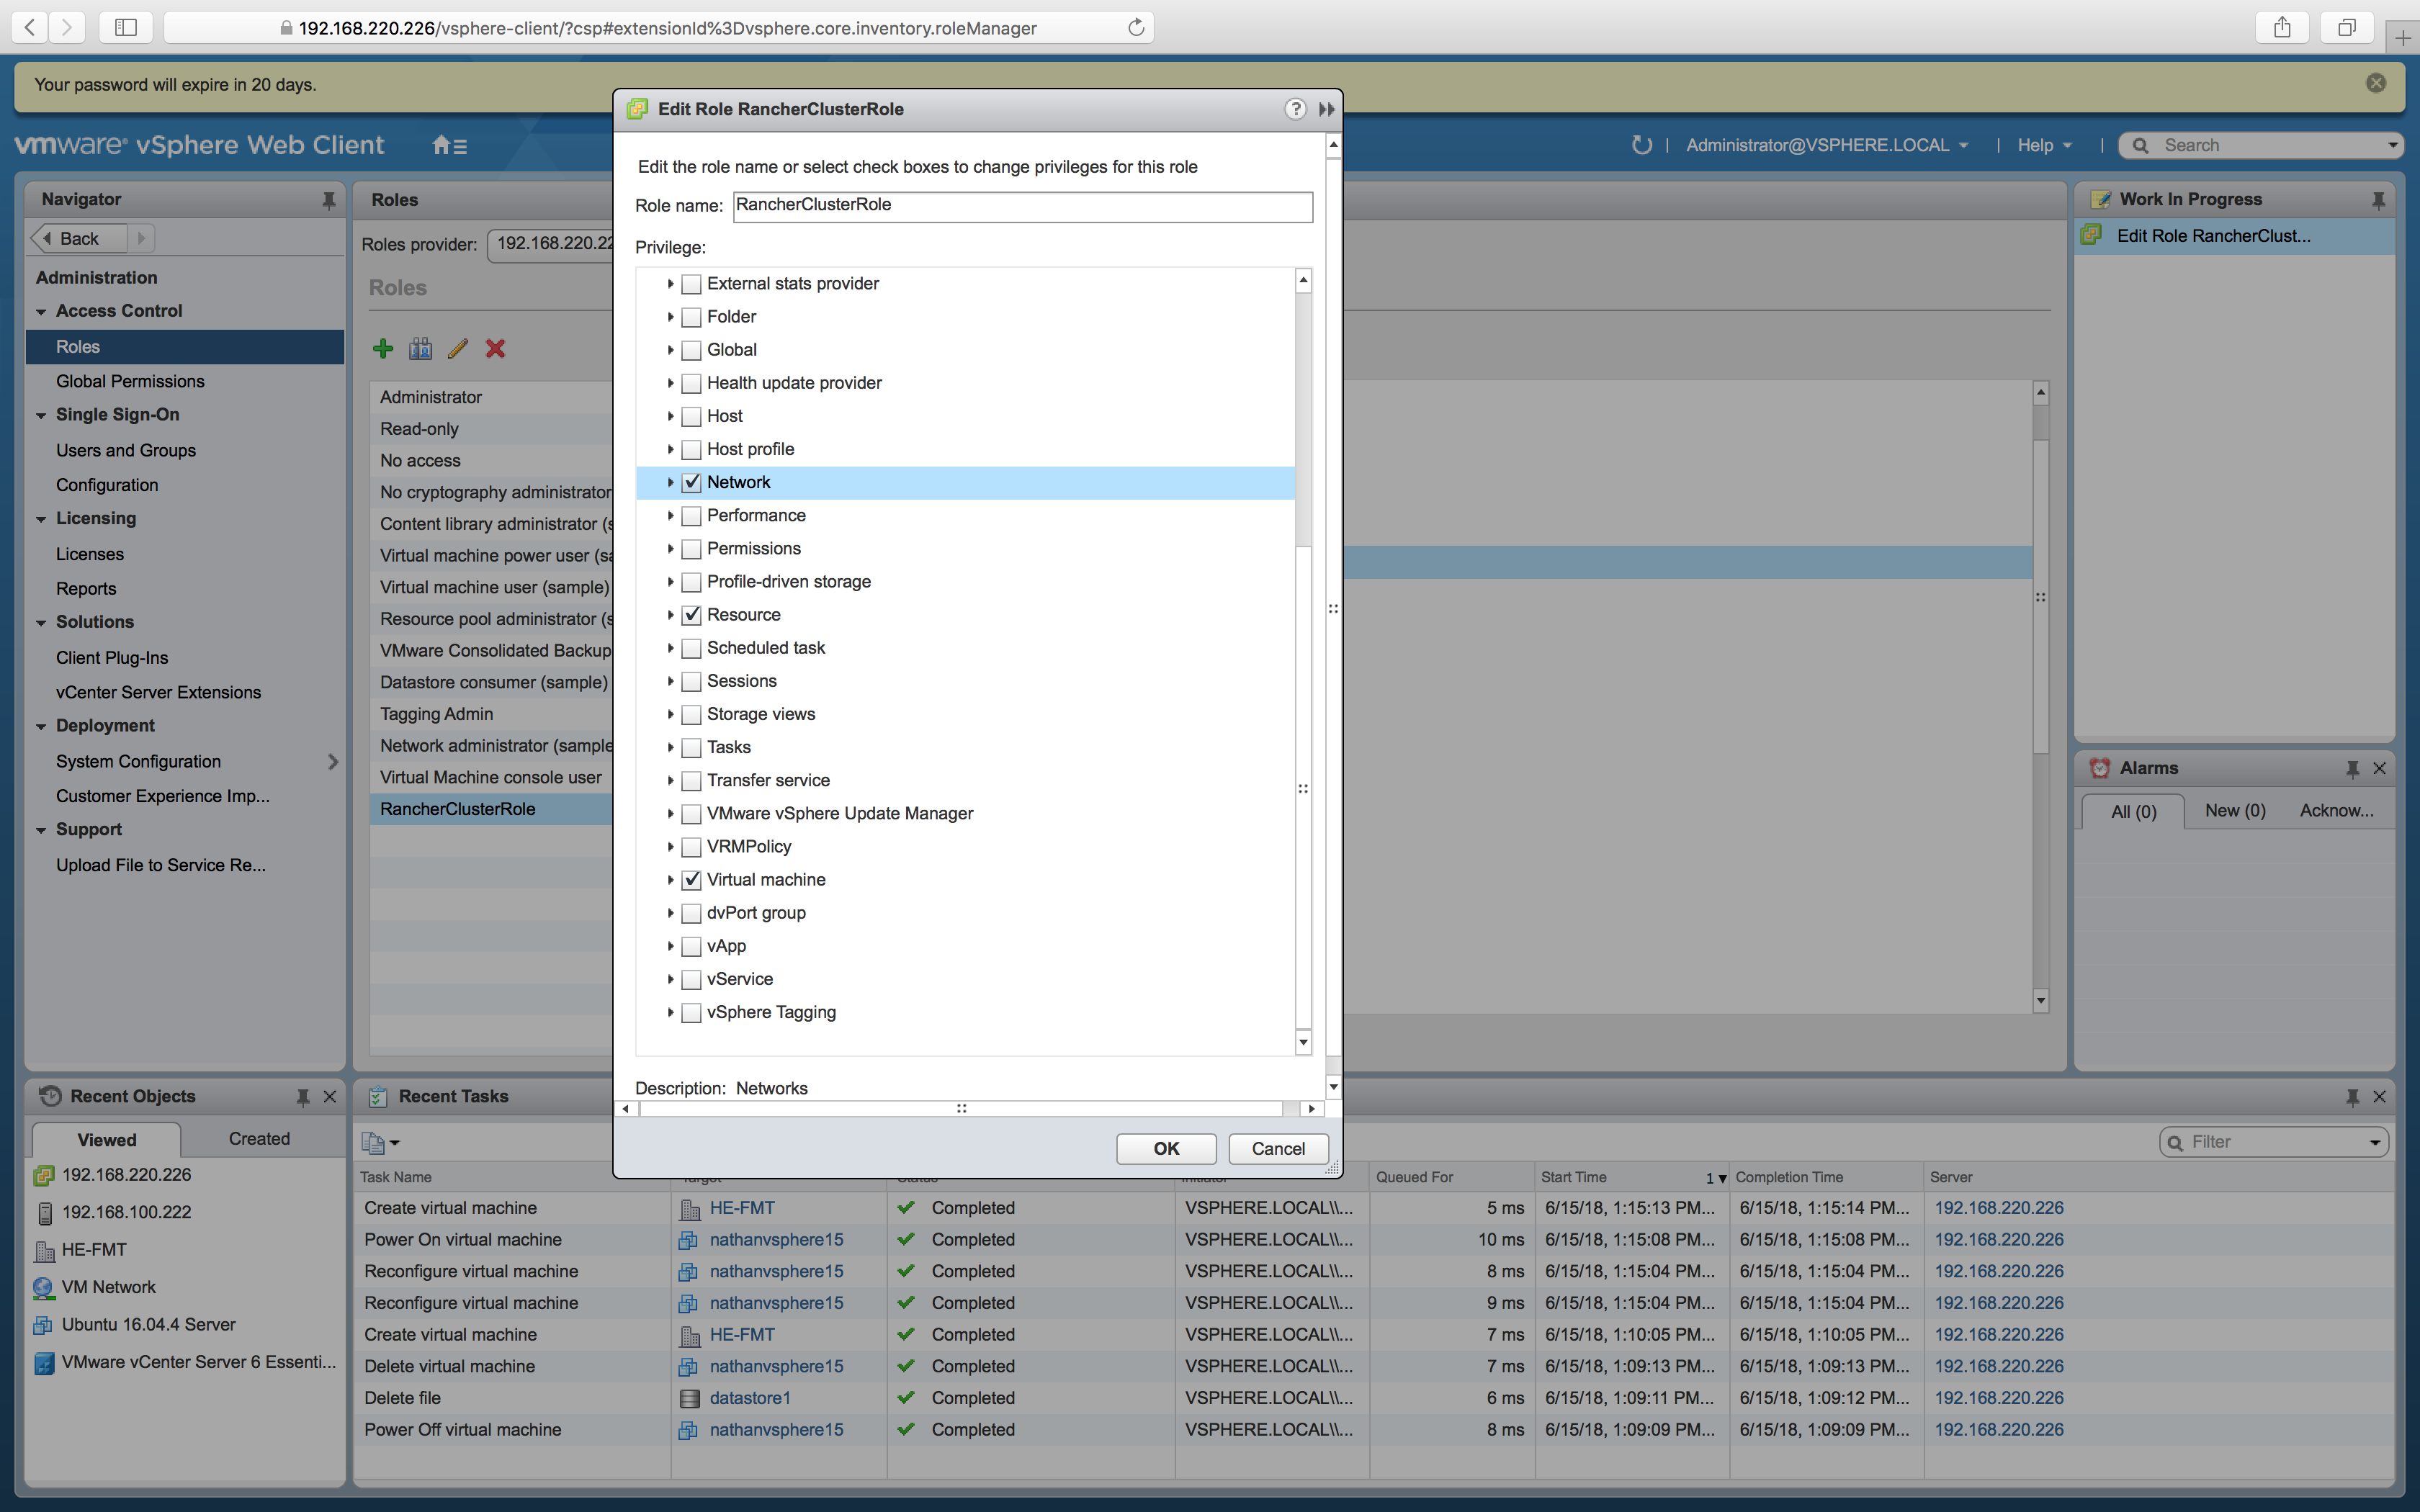 192.168.220.226/vsphere-client/?csp#extensionId%3Dvsphere.core.inventory.roleManager
Your password will expire in 20 days.
vmware® vSphere Web Client
Administrator@VSPHERE.LOCAL
Help
Search
Navigator
Back
Administration
Access Control
Roles
Global Permissions
Single Sign-On
Users and Groups
Configuration
Licensing
Licenses
Reports
Solutions
Client Plug-Ins
vCenter Server Extensions
Deployment
System Configuration
Customer Experience Imp...
Support
Upload File to Service Re...
Roles
Roles provider: 192.168.220.22
Roles
Administrator
Read-only
No access
No cryptography administrator
Content library administrator (s
Virtual machine power user (sa
Virtual machine user (sample)
Resource pool administrator (s
VMware Consolidated Backup
Datastore consumer (sample)
Tagging Admin
Network administrator (sample
Virtual Machine console user
RancherClusterRole
Edit Role RancherClusterRole
Edit the role name or select check boxes to change privileges for this role
Role name: RancherClusterRole
Privilege:
External stats provider
Folder
Global
Health update provider
Host
Host profile
Network
Performance
Permissions
Profile-driven storage
Resource
Scheduled task
Sessions
Storage views
Tasks
Transfer service
VMware vSphere Update Manager
VRMPolicy
Virtual machine
dvPort group
vApp
vService
vSphere Tagging
Description: Networks
OK
Cancel
Work In Progress
Edit Role RancherClust...
Alarms
All (0)
New (0)
Acknow...
Recent Objects
Viewed
Created
192.168.220.226
192.168.100.222
HE-FMT
VM Network
Ubuntu 16.04.4 Server
VMware vCenter Server 6 Essenti...
Recent Tasks
Filter
Task Name Target Status Initiator Queued For Start Time 1 Completion Time Server
Create virtual machine HE-FMT Completed VSPHERE.LOCAL\\... 5 ms 6/15/18, 1:15:13 PM... 6/15/18, 1:15:14 PM... 192.168.220.226
Power On virtual machine nathanvsphere15 Completed VSPHERE.LOCAL\\... 10 ms 6/15/18, 1:15:08 PM... 6/15/18, 1:15:08 PM... 192.168.220.226
Reconfigure virtual machine nathanvsphere15 Completed VSPHERE.LOCAL\\... 8 ms 6/15/18, 1:15:04 PM... 6/15/18, 1:15:04 PM... 192.168.220.226
Reconfigure virtual machine nathanvsphere15 Completed VSPHERE.LOCAL\\... 9 ms 6/15/18, 1:15:04 PM... 6/15/18, 1:15:04 PM... 192.168.220.226
Create virtual machine HE-FMT Completed VSPHERE.LOCAL\\... 7 ms 6/15/18, 1:10:05 PM... 6/15/18, 1:10:05 PM... 192.168.220.226
Delete virtual machine nathanvsphere15 Completed VSPHERE.LOCAL\\... 7 ms 6/15/18, 1:09:13 PM... 6/15/18, 1:09:13 PM... 192.168.220.226
Delete file datastore1 Completed VSPHERE.LOCAL\\... 6 ms 6/15/18, 1:09:11 PM... 6/15/18, 1:09:12 PM... 192.168.220.226
Power Off virtual machine nathanvsphere15 Completed VSPHERE.LOCAL\\... 8 ms 6/15/18, 1:09:09 PM... 6/15/18, 1:09:09 PM... 192.168.220.226